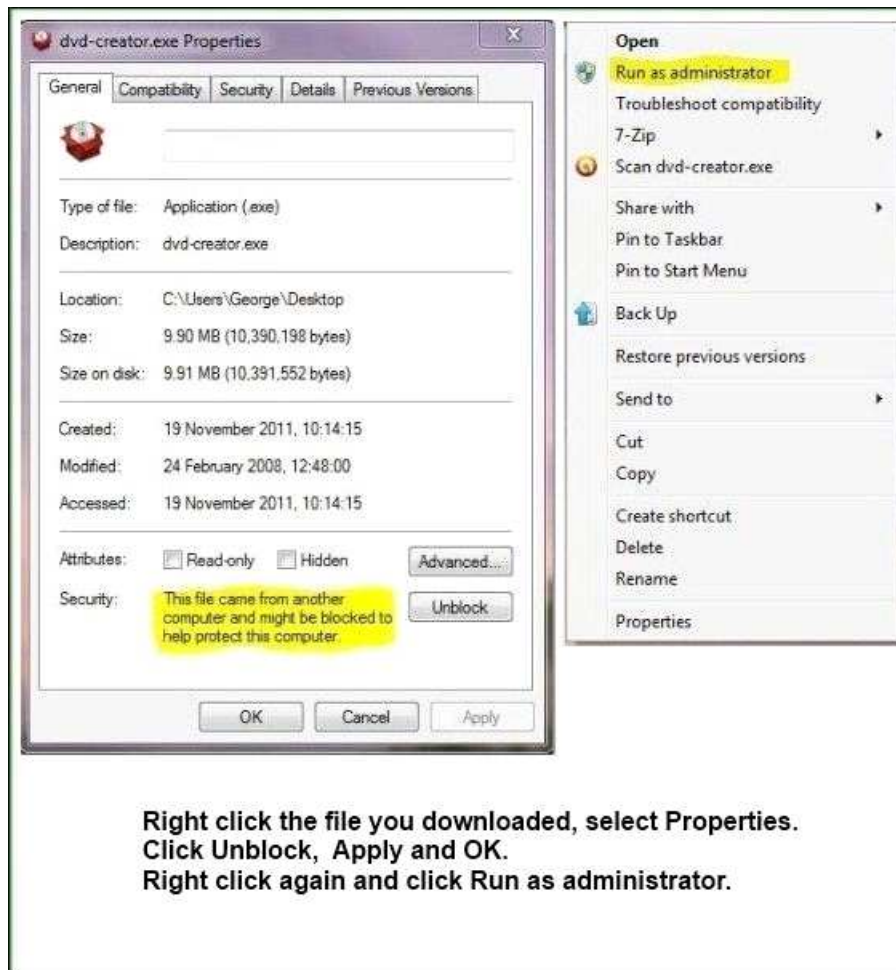 dvd-creator.exe Properties
General Compatibility Security Details Previous Versions
Type of file: Application (.exe)
Description: dvd-creator.exe
Location: C:\Users\George\Desktop
Size: 9.90 MB (10,390,198 bytes)
Size on disk: 9.91 MB (10,391,552 bytes)
Created: 19 November 2011, 10:14:15
Modified: 24 February 2008, 12:48:00
Accessed: 19 November 2011, 10:14:15
Attributes: Read-only Hidden Advanced...
Security: This file came from another
computer and might be blocked to
help protect this computer.
Unblock
OK Cancel Apply
Open
Run as administrator
Troubleshoot compatibility
7-Zip
Scan dvd-creator.exe
Share with
Pin to Taskbar
Pin to Start Menu
Back Up
Restore previous versions
Send to
Cut
Copy
Create shortcut
Delete
Rename
Properties
Right click the file you downloaded, select Properties.
Click Unblock, Apply and OK.
Right click again and click Run as administrator.